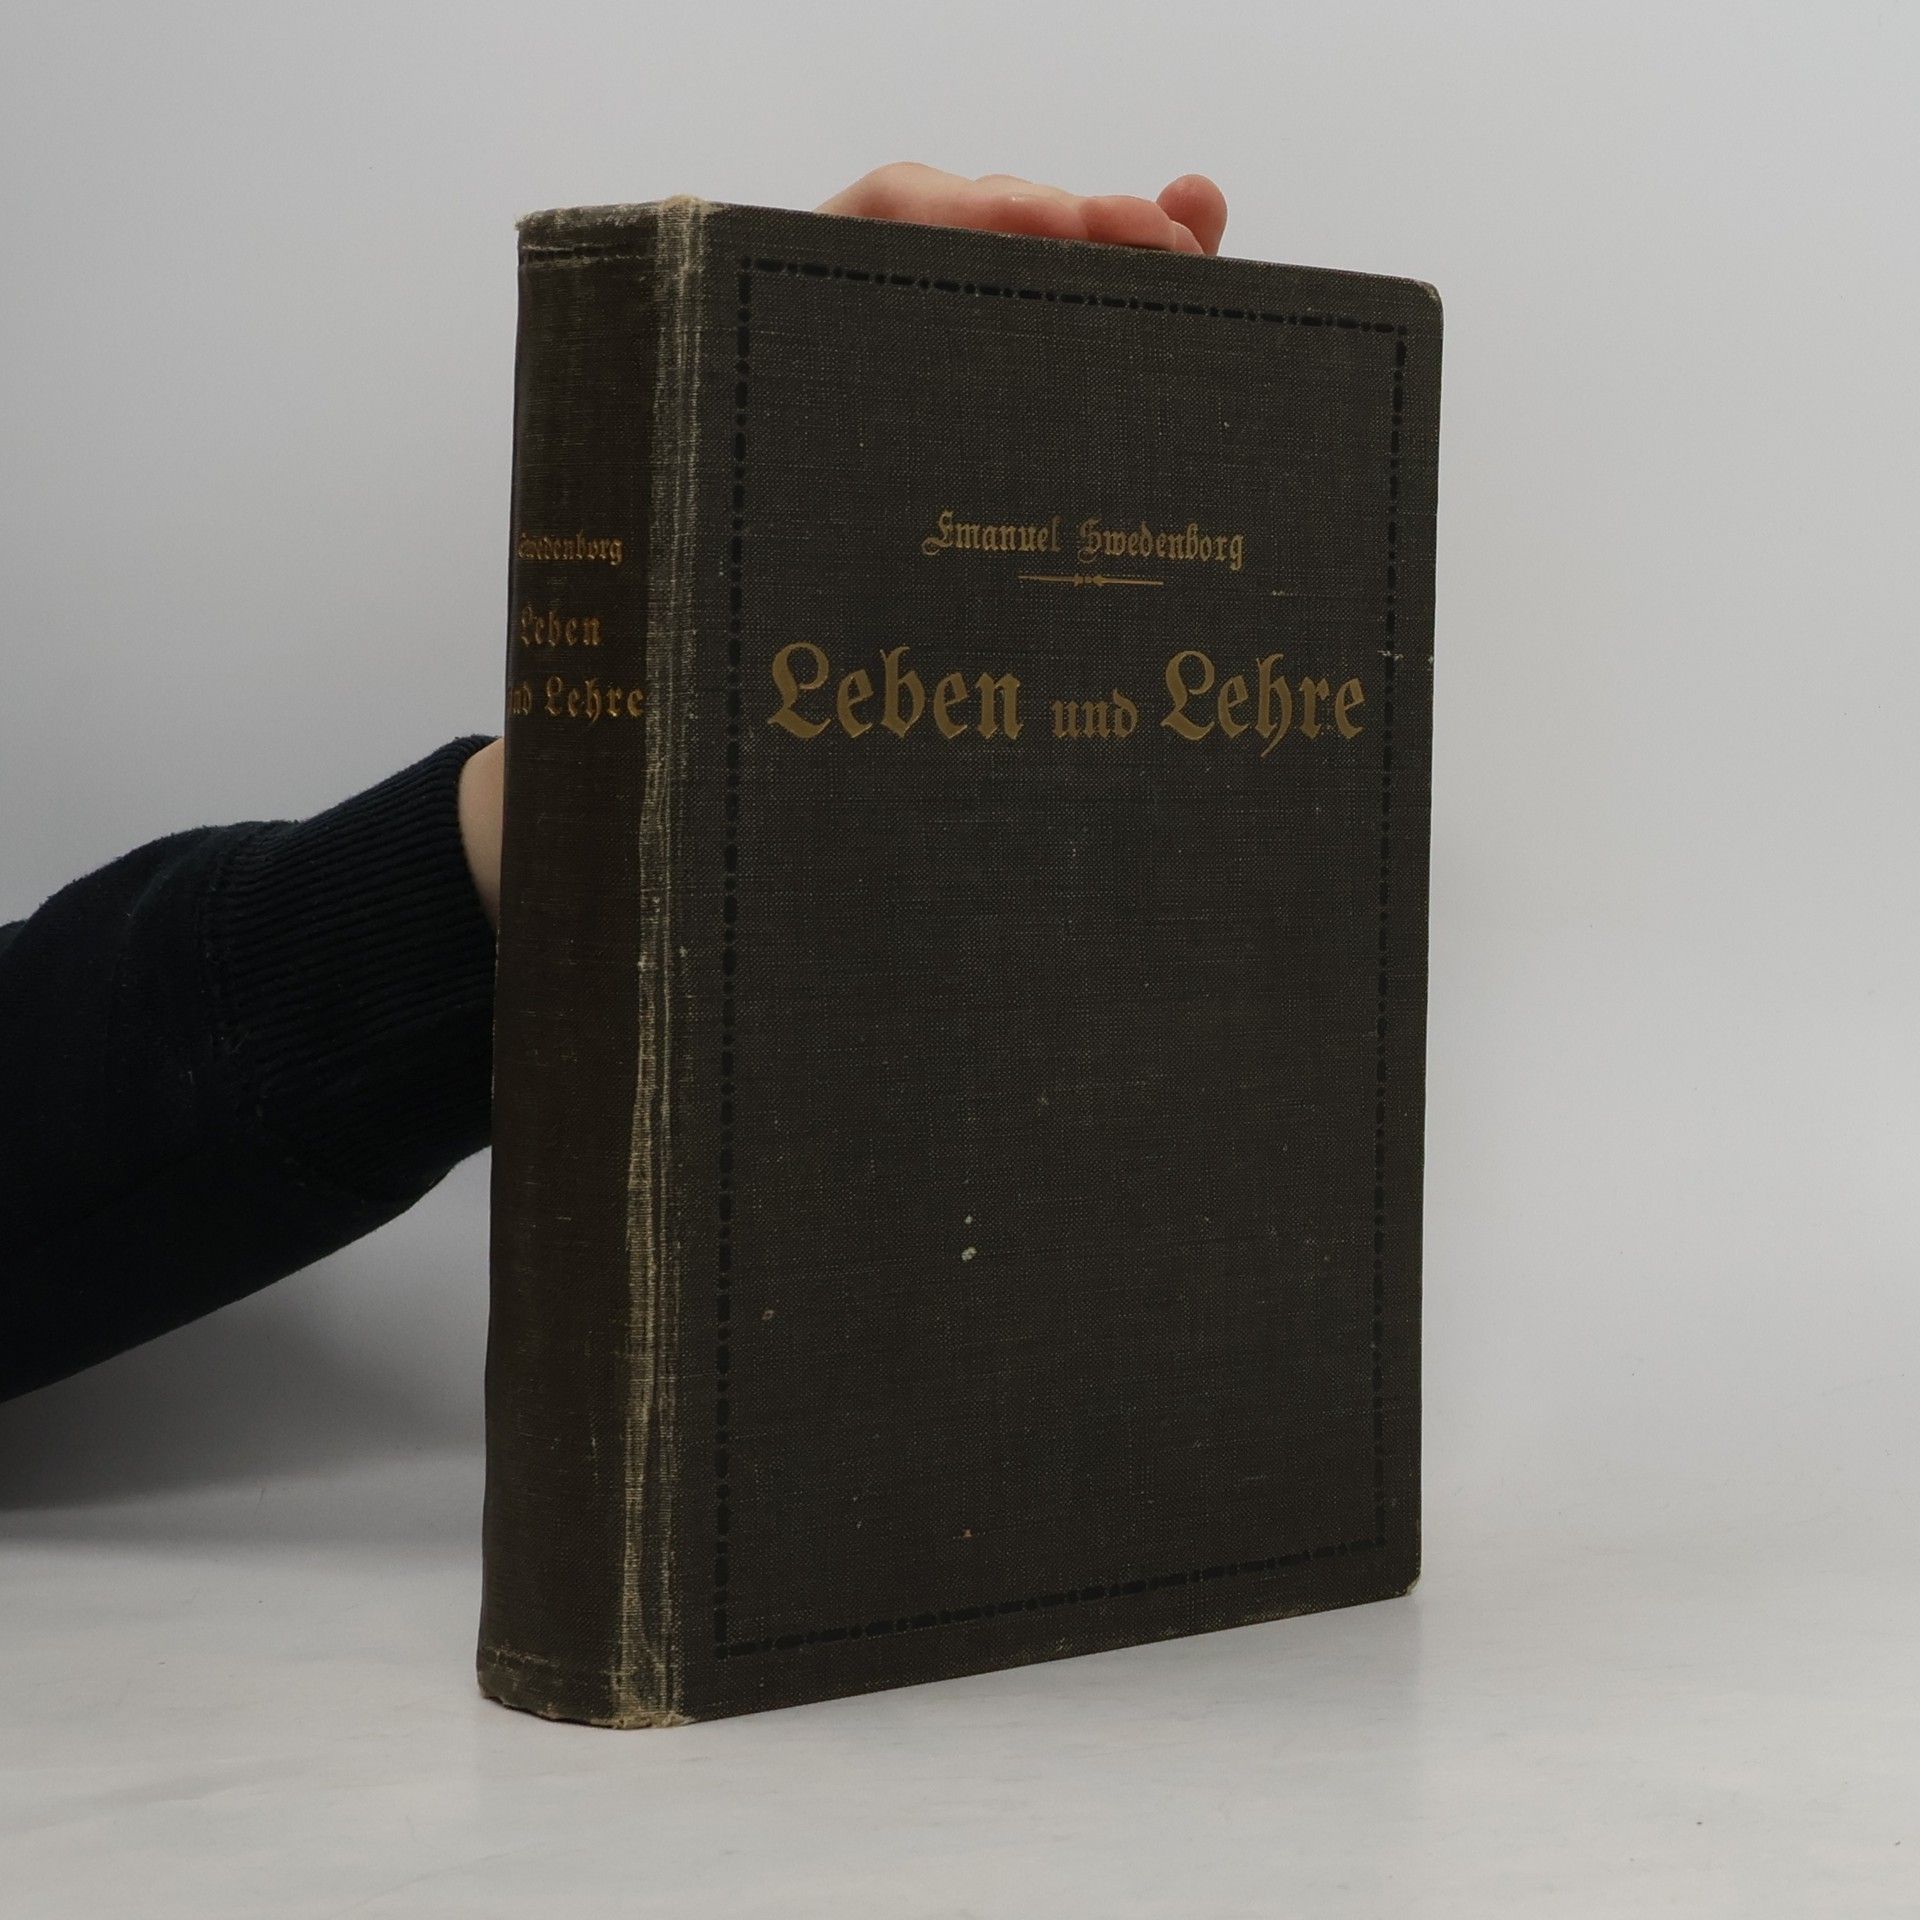 Swedenborg
Leben
und Lehre
Emanuel Swedenborg
Leben und Lehre